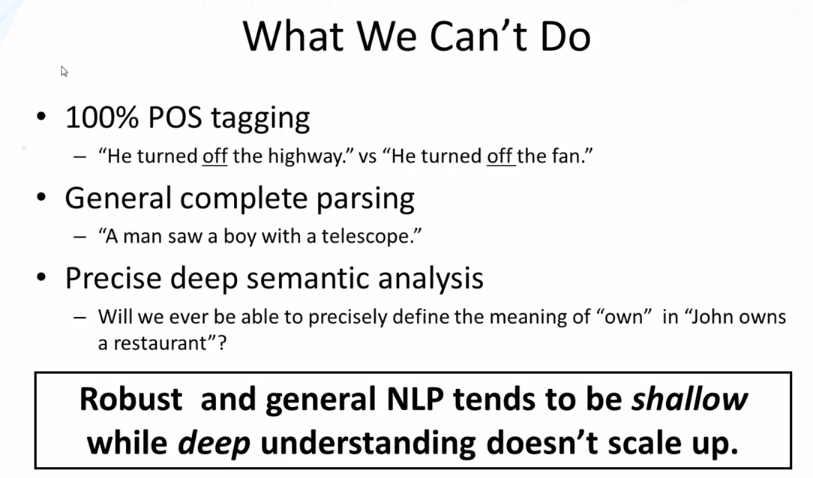 What We Can’t Do
• 100% POS tagging
– “He turned off the highway.” vs “He turned off the fan.”
• General complete parsing
– “A man saw a boy with a telescope.”
• Precise deep semantic analysis
– Will we ever be able to precisely define the meaning of “own” in “John owns
a restaurant”?
Robust and general NLP tends to be shallow
while deep understanding doesn’t scale up.